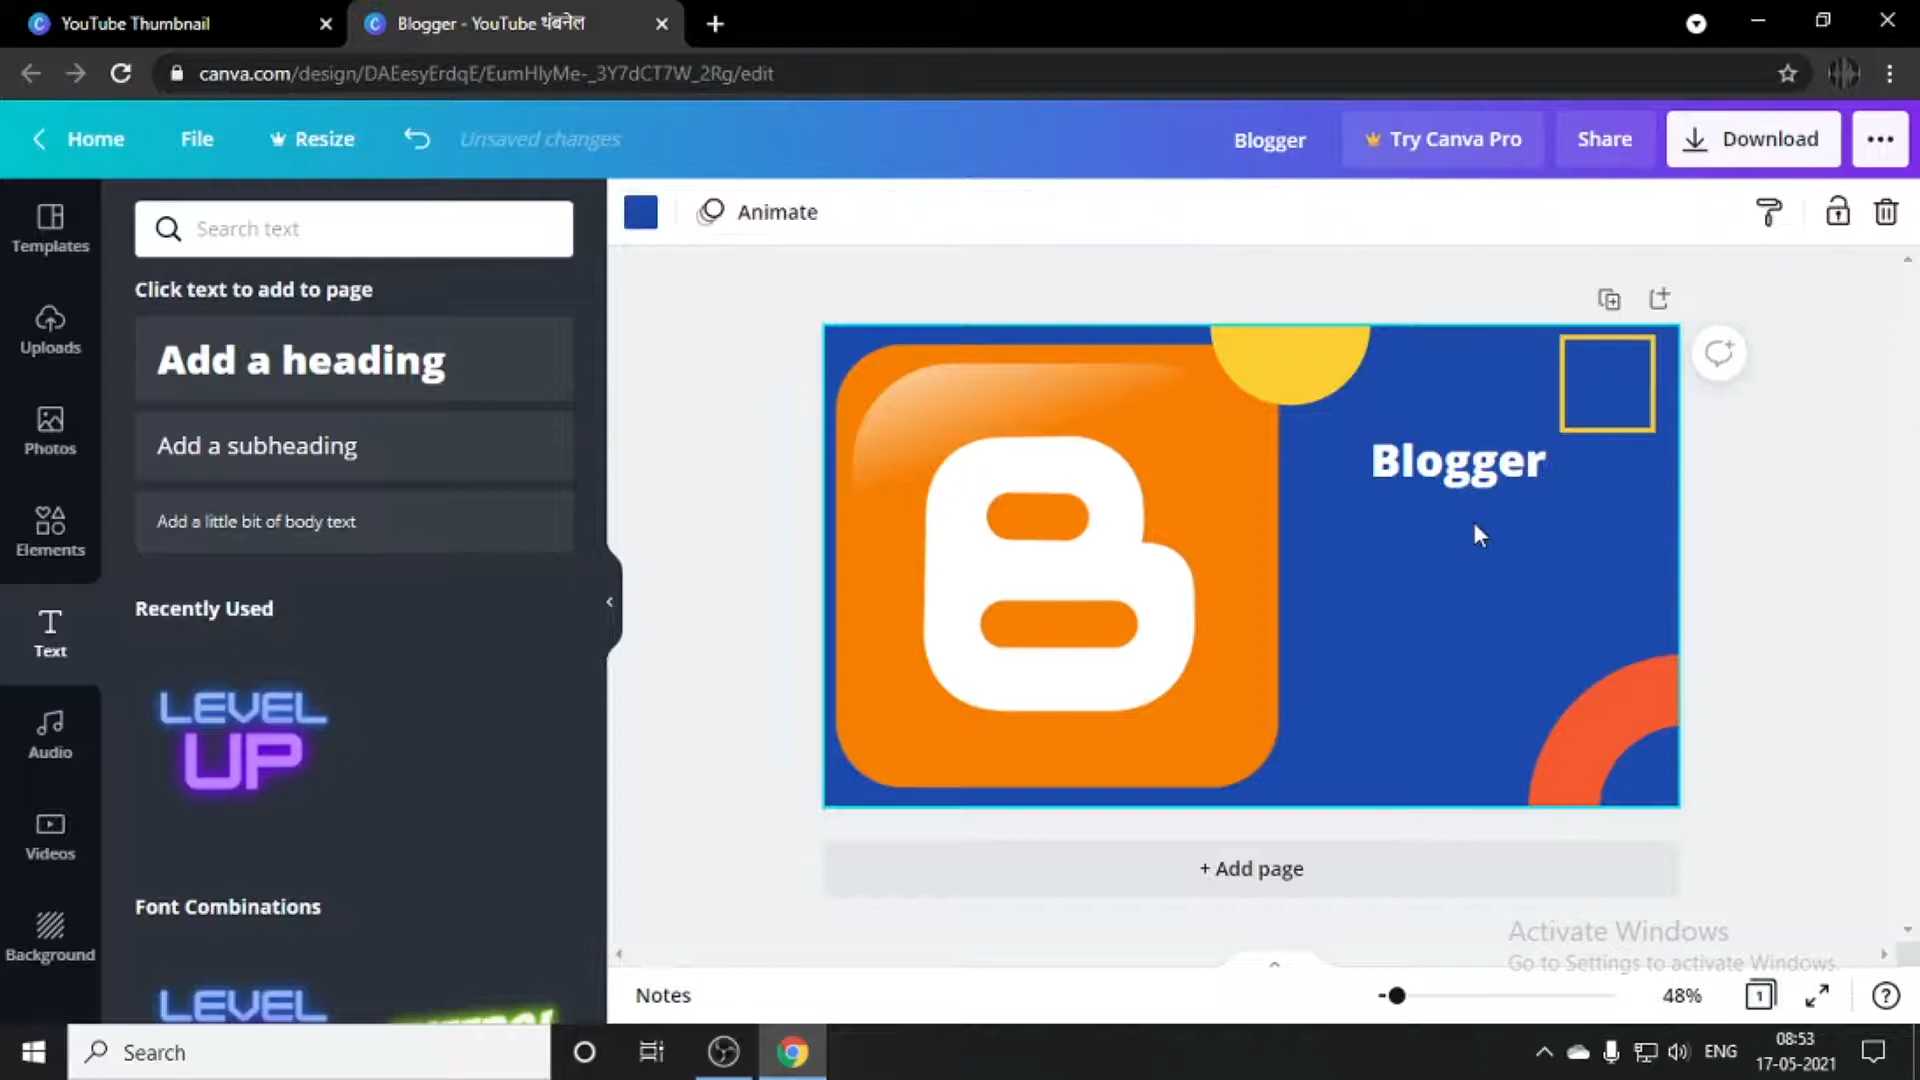 YouTube Thumbnail
Blogger - YouTube थंबनेल
canva.com/design/DAEesyErdqE/EumHlyMe-_3Y7dCT7W_2Rg/edit
Home
File
Resize
Unsaved changes
Blogger
Try Canva Pro
Share
Download
Templates
Uploads
Photos
Elements
Text
Audio
Videos
Background
Search text
Click text to add to page
Add a heading
Add a subheading
Add a little bit of body text
Recently Used
LEVEL
UP
Font Combinations
LEVEL
Animate
Blogger
+ Add page
Activate Windows
Go to Settings to activate Windows.
Notes
48%
1
Search
ENG
08:53
17-05-2021